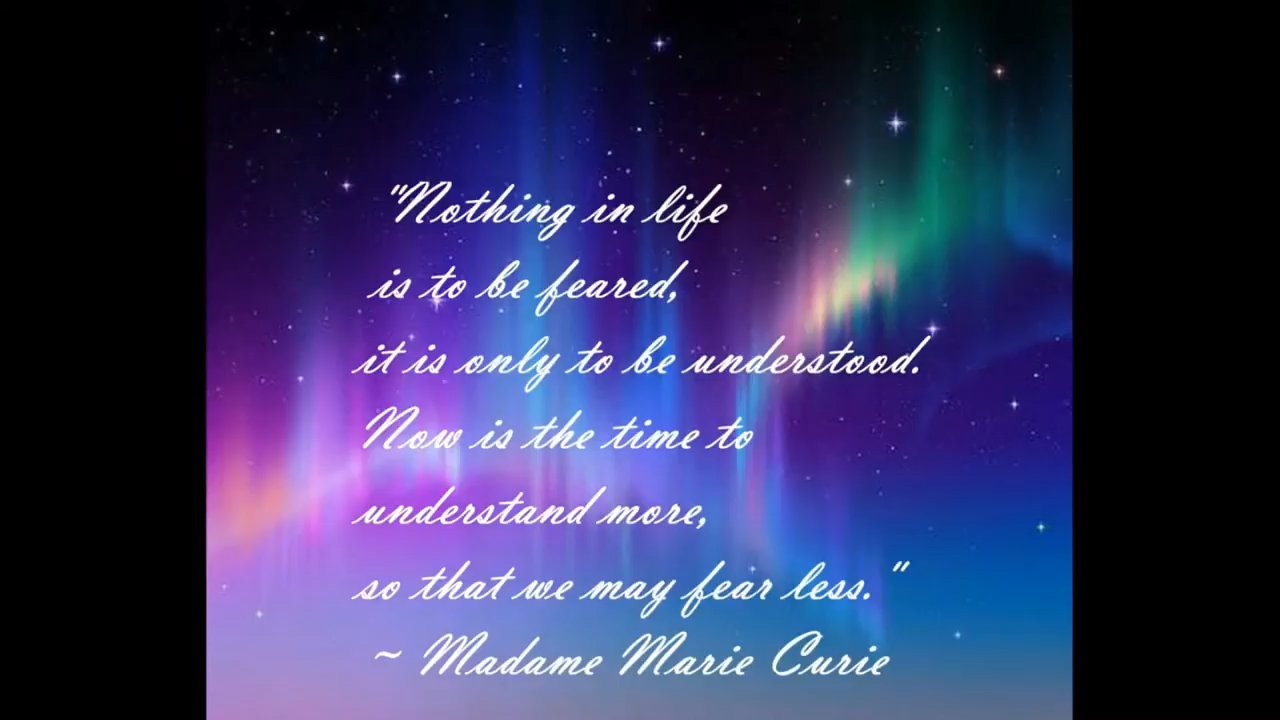 "Nothing in life
is to be feared,
it is only to be understood.
Now is the time to
understand more,
so that we may fear less."
~ Madame Marie Curie